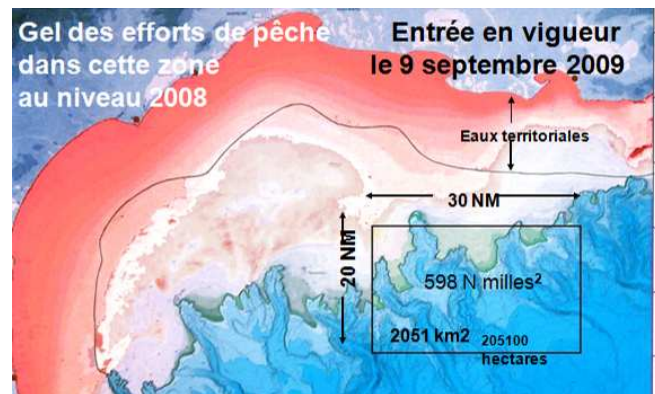 Gel des efforts de pêche
dans cette zone
au niveau 2008
Entrée en vigueur
le 9 septembre 2009
Eaux territoriales
30 NM
20 NM
598 N milles²
2051 km2
205100
hectares